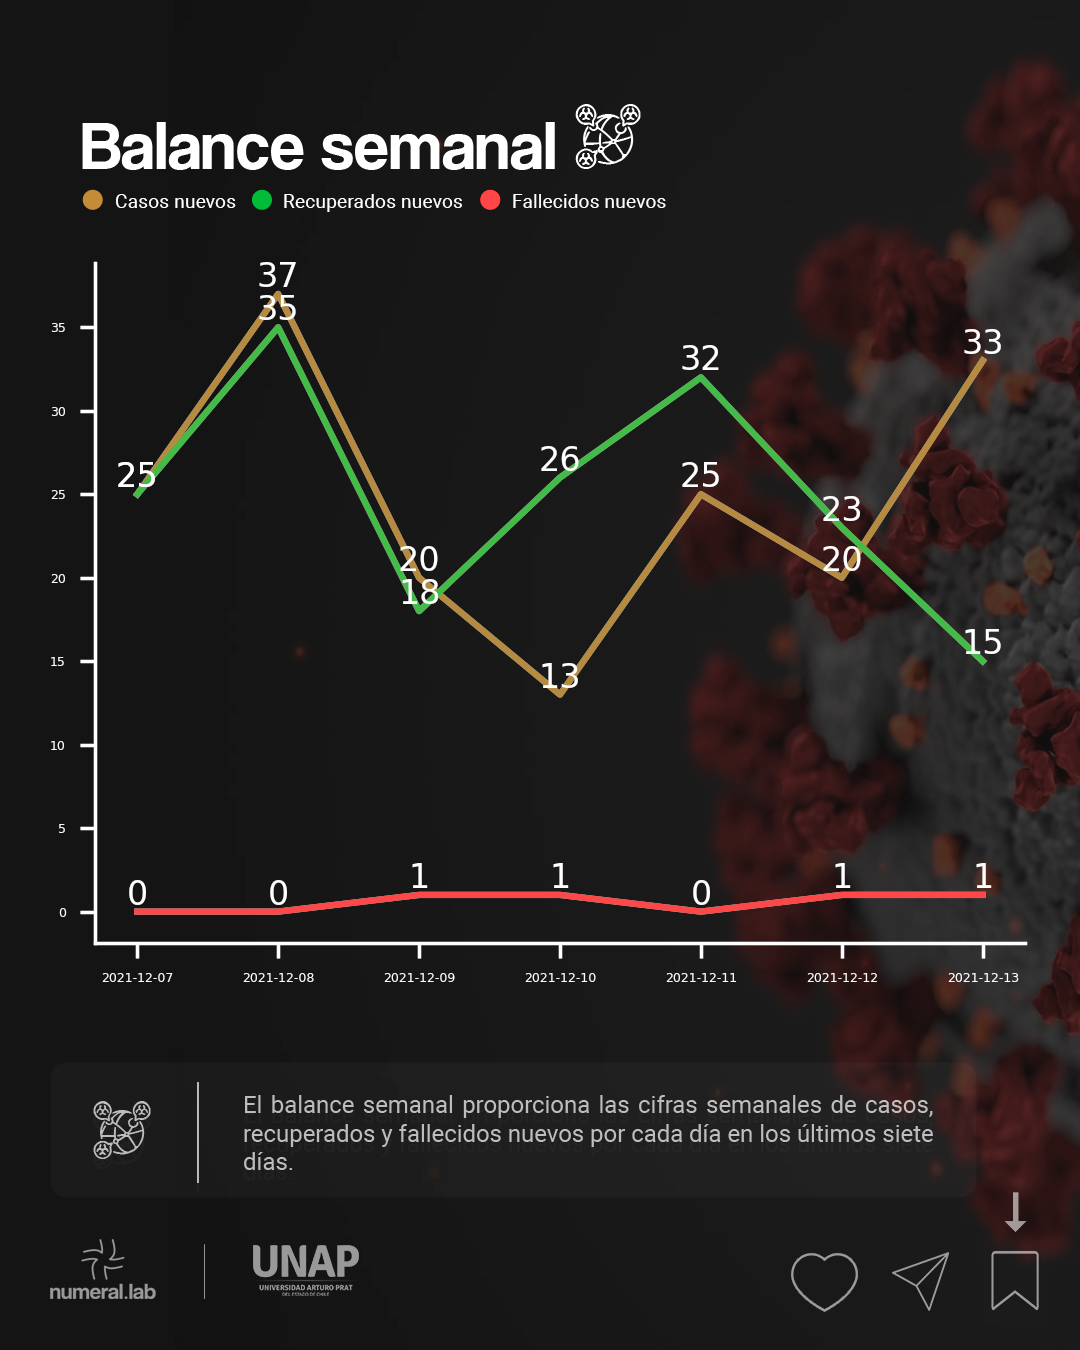 Balance semanal
Casos nuevos Recuperados nuevos Fallecidos nuevos
37
35
35
33
32
30
26
25
25
25
23
20
20
20
18
15
15
13
10
5
0
0
0
1
1
0
1
1
2021-12-07 2021-12-08 2021-12-09 2021-12-10 2021-12-11 2021-12-12 2021-12-13
El balance semanal proporciona las cifras semanales de casos,
recuperados y fallecidos nuevos por cada día en los últimos siete
días.
numeral.lab
UNAP
UNIVERSIDAD ARTURO PRAT
DEL ESTADO DE CHILE